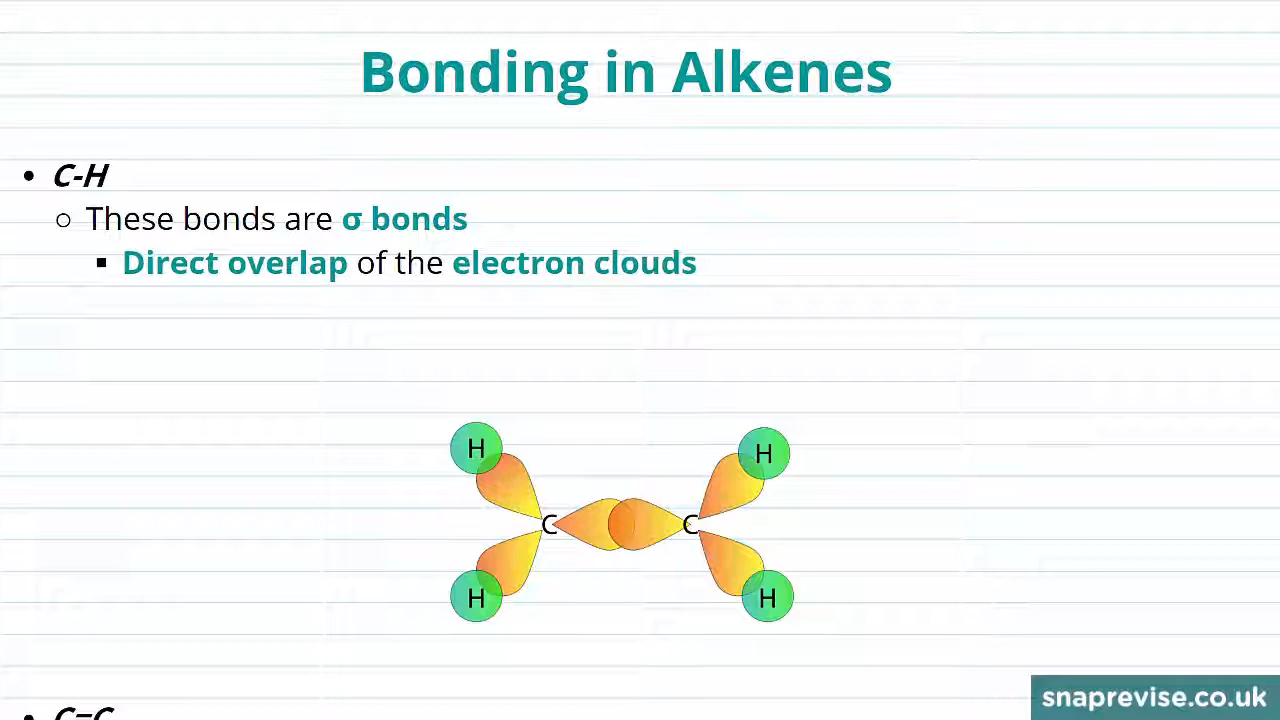 Bonding in Alkenes
• C-H
○ These bonds are σ bonds
▪ Direct overlap of the electron clouds
H H
C C
H H
• C=C
snaprevise.co.uk